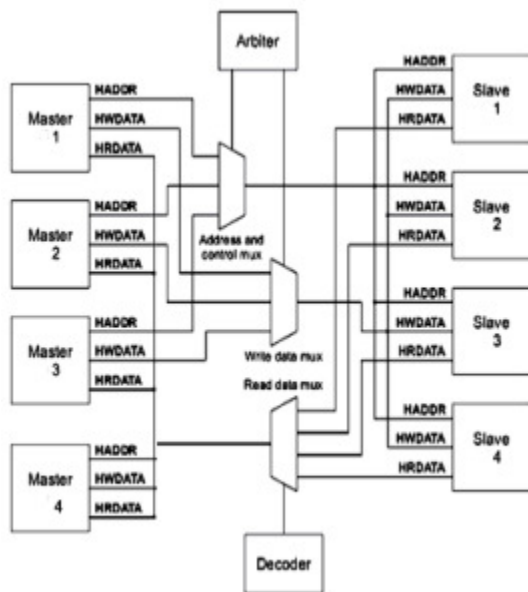 Arbiter
Master
1
HADDR
HWDATA
HRDATA
Master
2
HADDR
HWDATA
HRDATA
Master
3
HADDR
HWDATA
HRDATA
Master
4
HADDR
HWDATA
HRDATA
Address and
control mux
Write data mux
Read data mux
Decoder
HADDR
HWDATA
HRDATA
Slave
1
HADDR
HWDATA
HRDATA
Slave
2
HADDR
HWDATA
HRDATA
Slave
3
HADDR
HWDATA
HRDATA
Slave
4